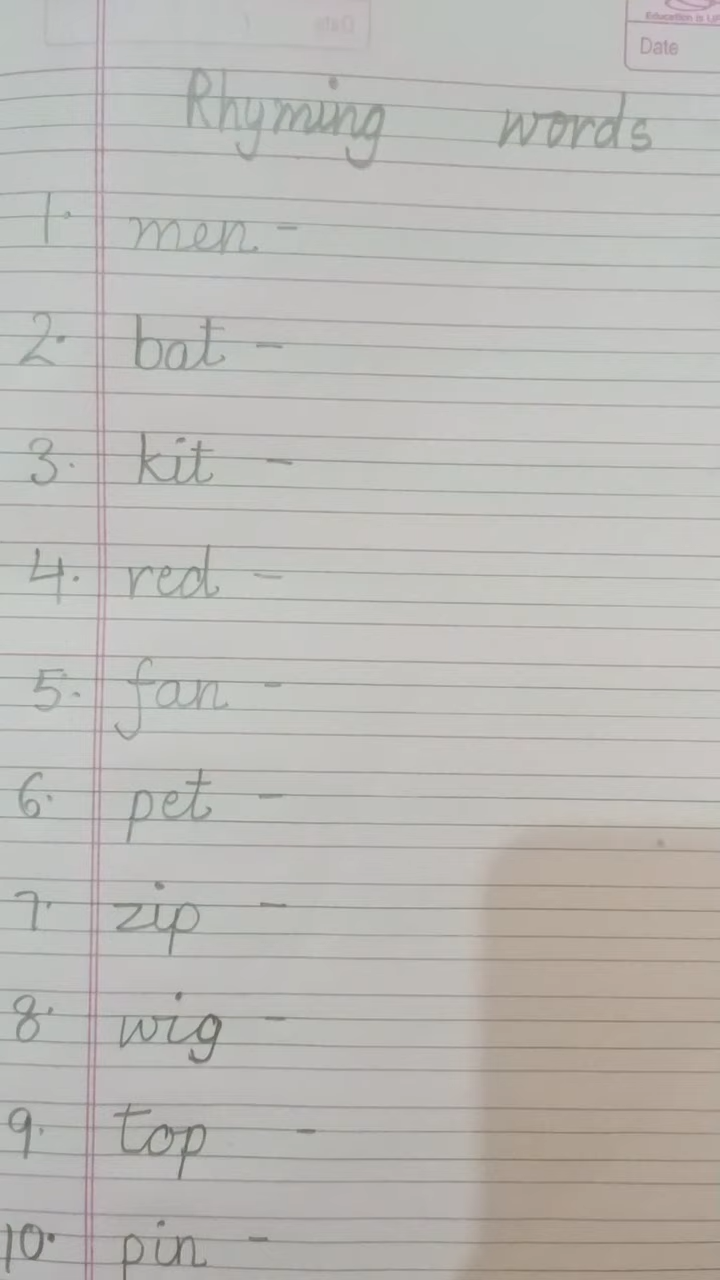 Date
Rhyming words
1. men -
2. bat -
3. kit -
4. red -
5. fan -
6. pet -
7. zip -
8. wig -
9. top -
10. pin -